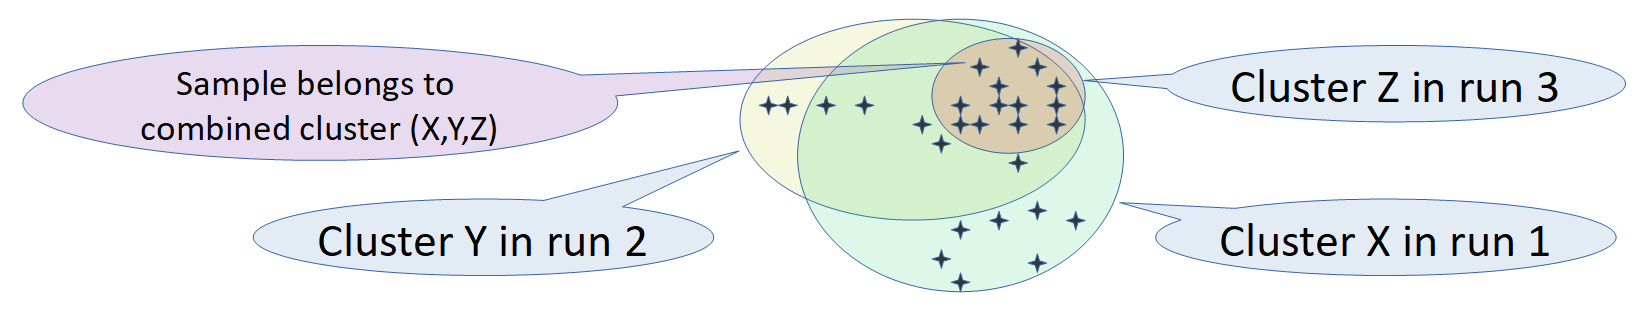 Sample belongs to
combined cluster (X,Y,Z)
Cluster Z in run 3
Cluster Y in run 2
Cluster X in run 1